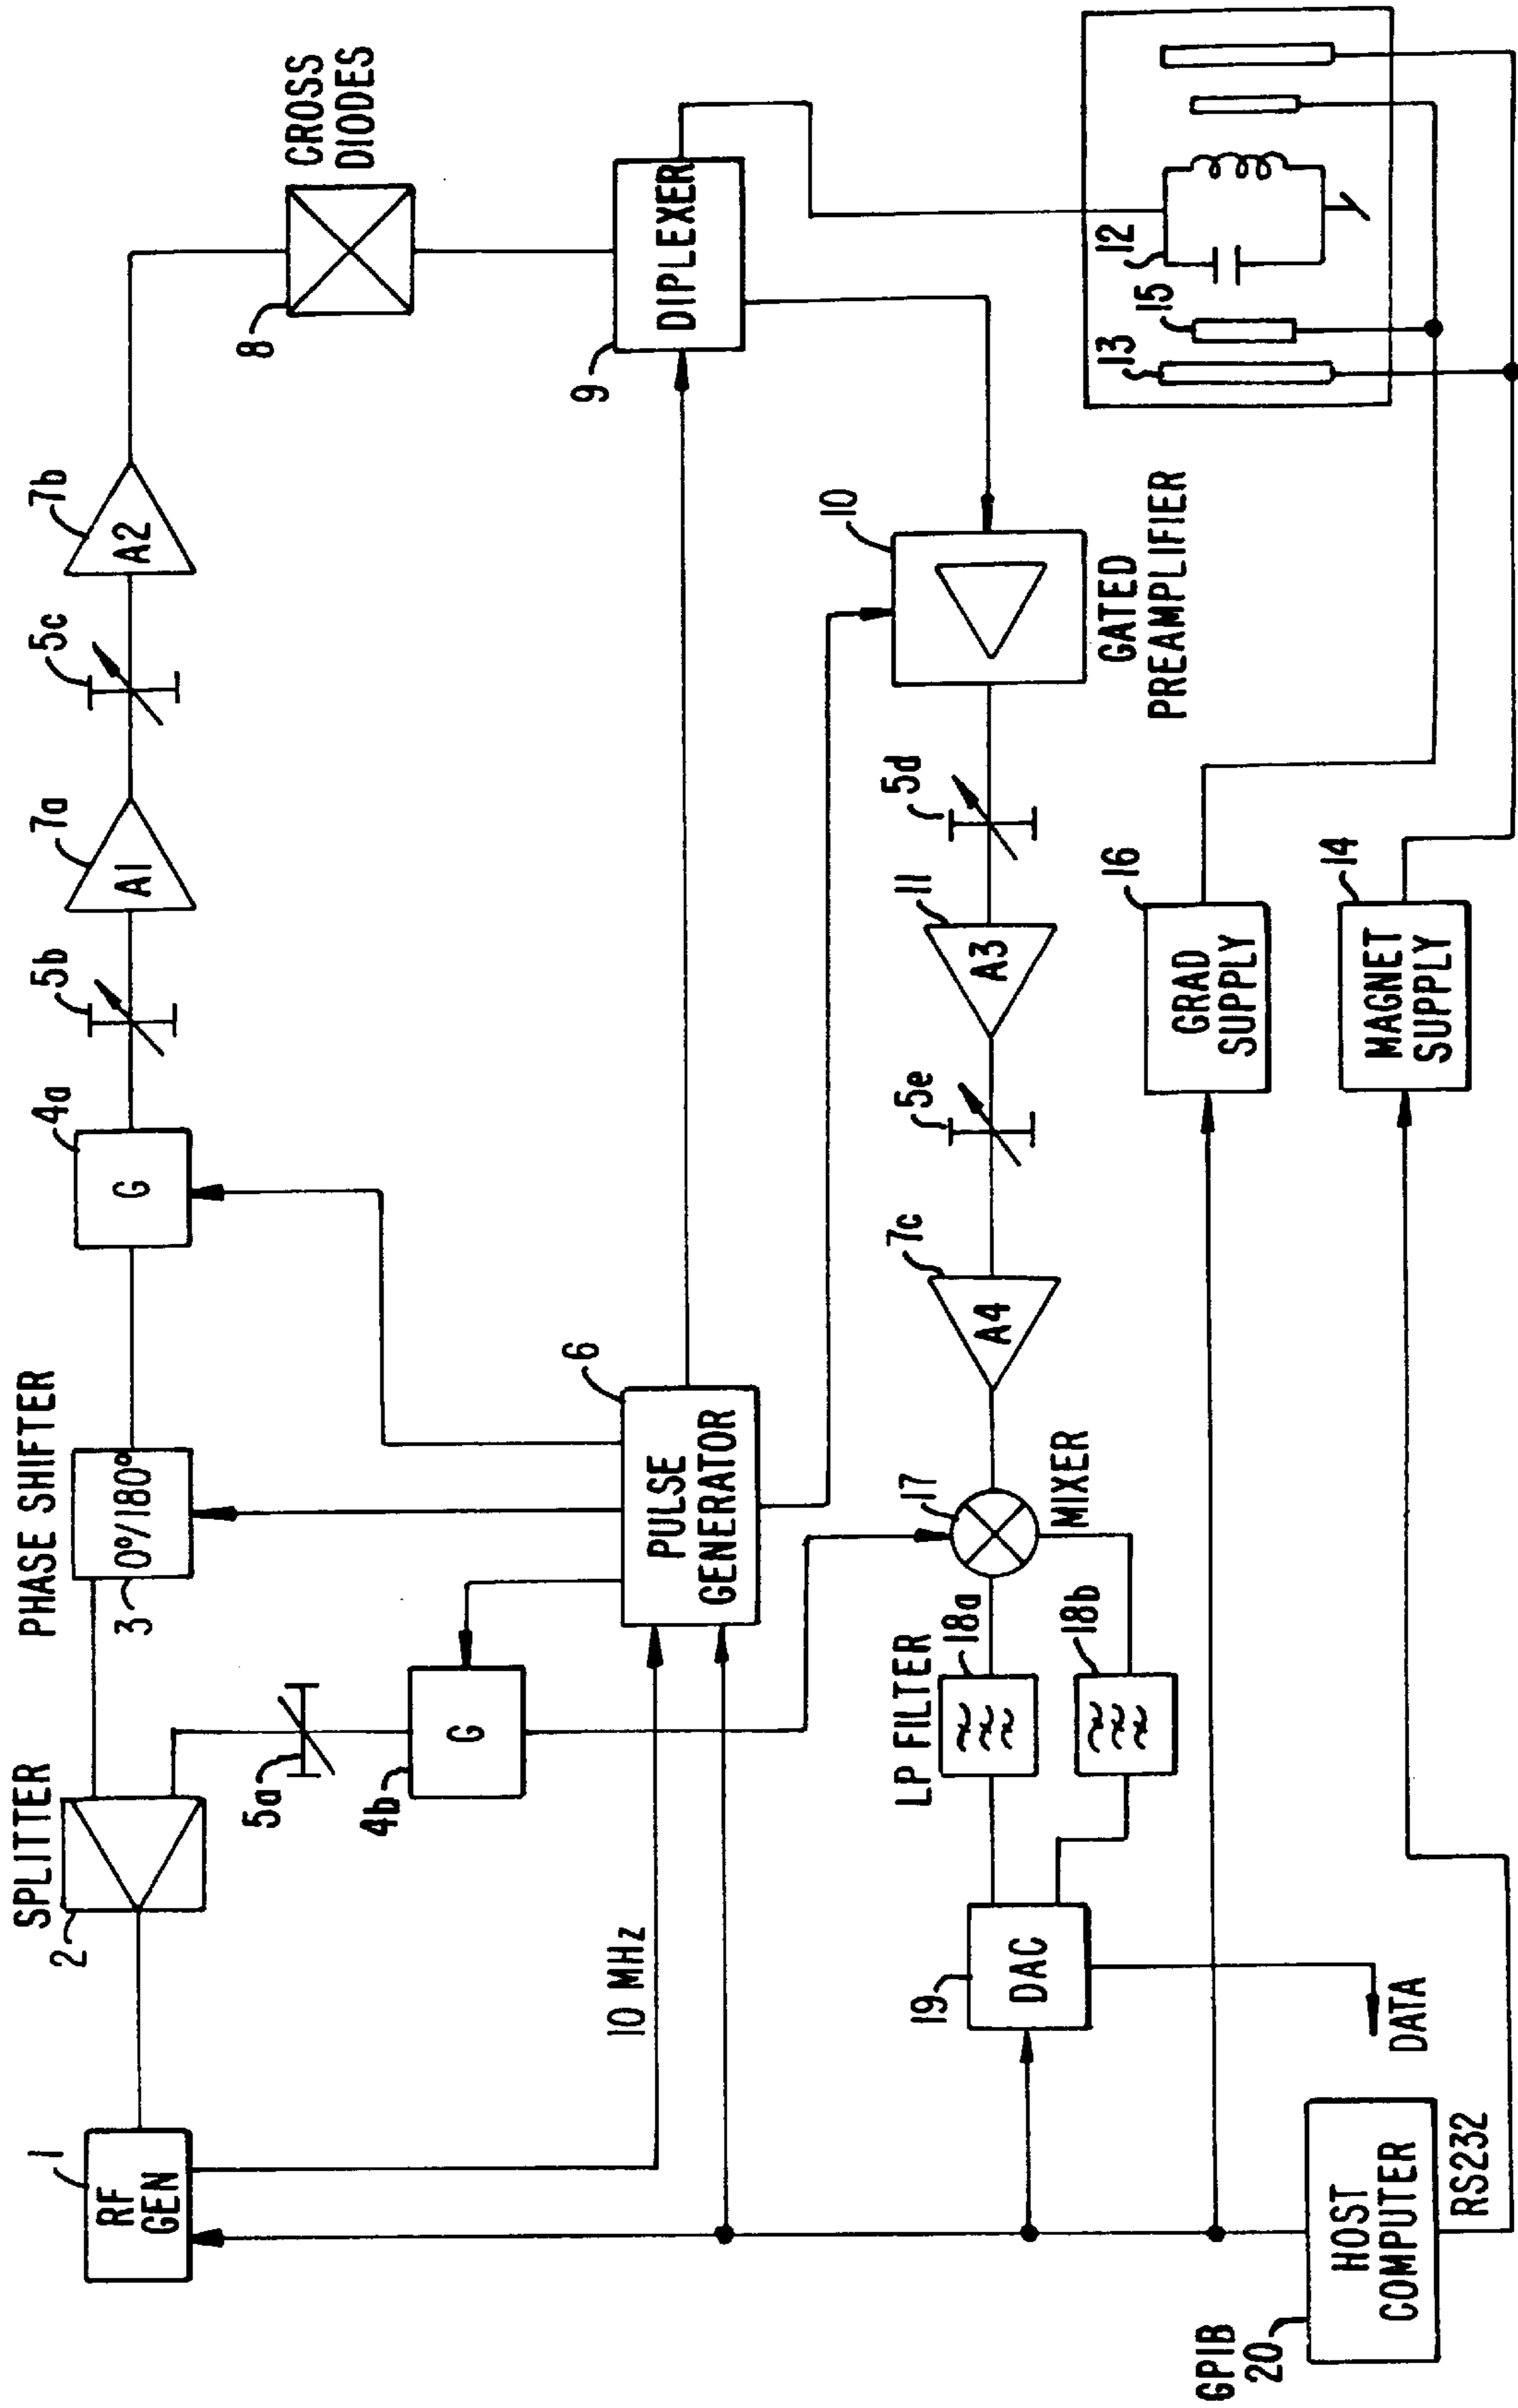 SPLITTER
PHASE SHIFTER
1
RF
GEN
2
3
0°/180°
4a
G
5b
7a
A1
5c
7b
A2
8
CROSS
DIODES
5a
4b
G
10 MHz
6
PULSE
GENERATOR
9
DIPLEXER
19
DAC
DATA
LP FILTER
18a
18b
17
MIXER
7c
A4
5e
11
A3
5d
10
GATED
PREAMPLIFIER
13
15
12
16
GRAD
SUPPLY
14
MAGNET
SUPPLY
GPIB
20
HOST
COMPUTER
RS232